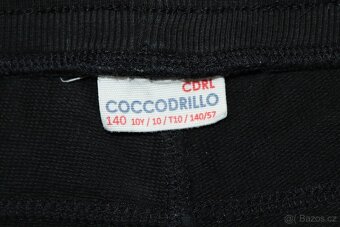 CDRL
COCCODRILLO
140 10Y / 10 / T10 / 140/57
Bazos.cz